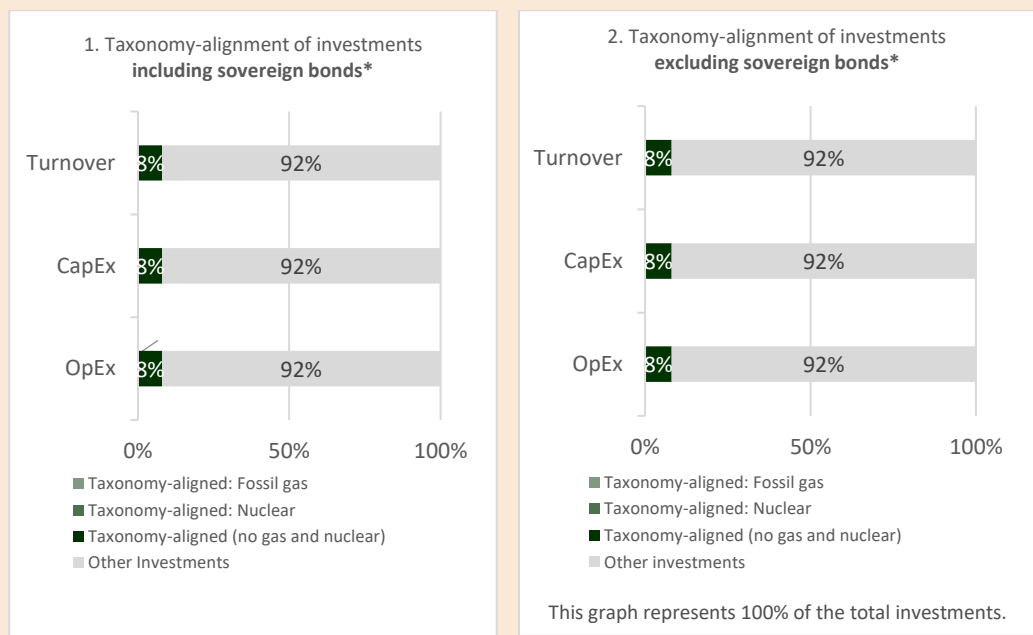 1. Taxonomy-alignment of investments
including sovereign bonds*
Turnover
8%
92%
CapEx
8%
92%
OpEx
8%
92%
0%
50%
100%
Taxonomy-aligned: Fossil gas
Taxonomy-aligned: Nuclear
Taxonomy-aligned (no gas and nuclear)
Other Investments
2. Taxonomy-alignment of investments
excluding sovereign bonds*
Turnover
8%
92%
CapEx
8%
92%
OpEx
8%
92%
0%
50%
100%
Taxonomy-aligned: Fossil gas
Taxonomy-aligned: Nuclear
Taxonomy-aligned (no gas and nuclear)
Other investments
This graph represents 100% of the total investments.